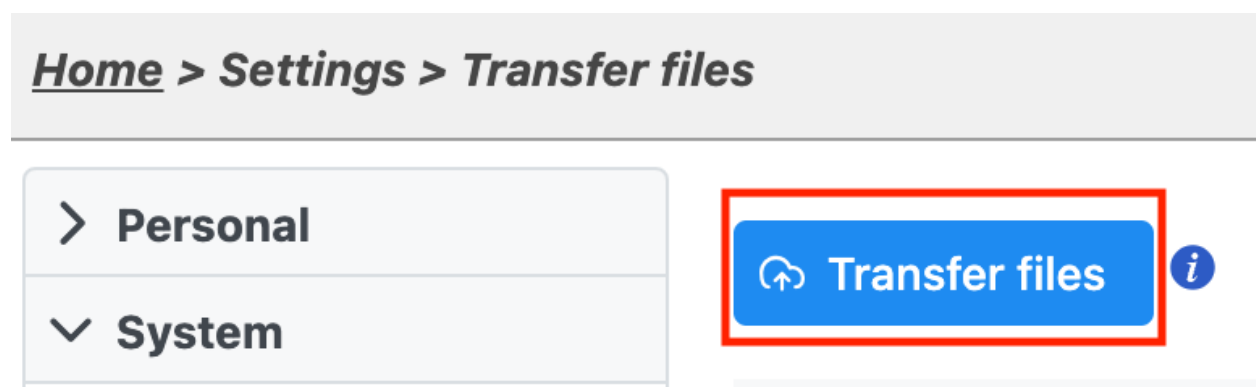 Home > Settings > Transfer files
Personal
System
Transfer files
i